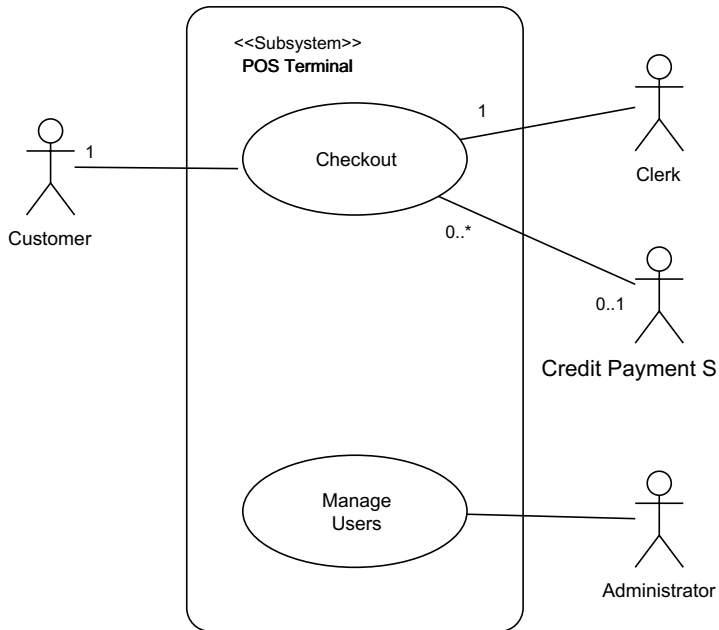 <<Subsystem>>
POS Terminal
1
Checkout
1
Clerk
Customer
0..*
0..1
Credit Payment S
Manage
Users
Administrator